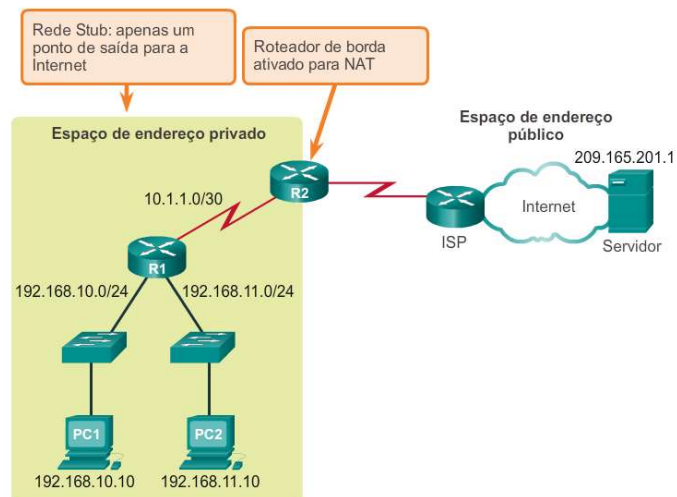 Rede Stub: apenas um
ponto de saída para a
Internet
Roteador de borda
ativado para NAT
Espaço de endereço privado
Espaço de endereço
público
209.165.201.1
R2
10.1.1.0/30
Internet
ISP
Servidor
R1
192.168.10.0/24
192.168.11.0/24
PC1
PC2
192.168.10.10
192.168.11.10